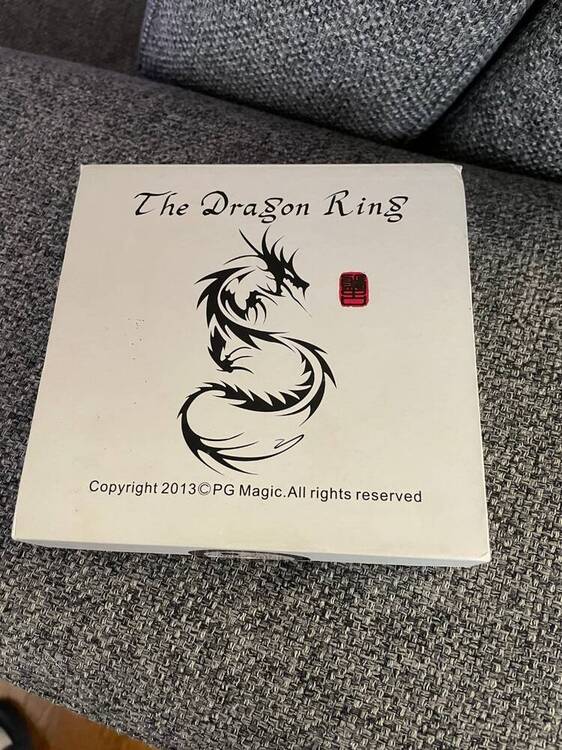 The Dragon Ring
Copyright 2013©PG Magic.All rights reserved